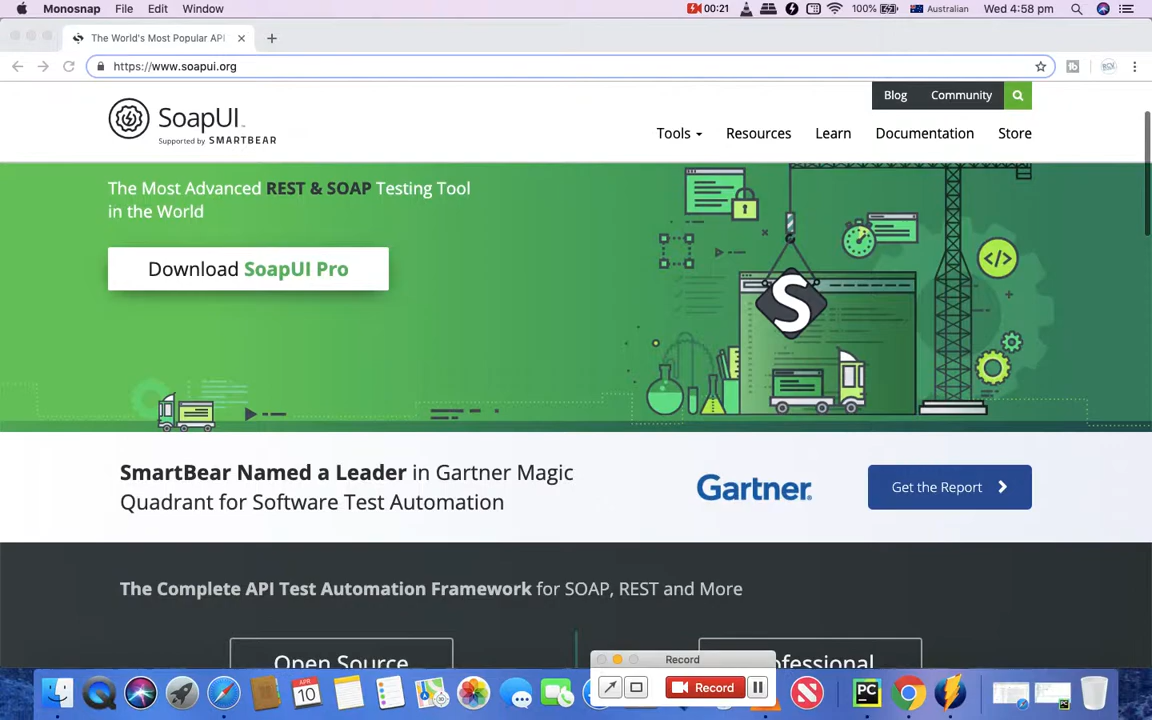 Monosnap File Edit Window 00:21 100% Australian Wed 4:58 pm
The World's Most Popular API
https://www.soapui.org
Blog Community
SoapUI
Supported by SMARTBEAR
Tools Resources Learn Documentation Store
The Most Advanced REST & SOAP Testing Tool
in the World
Download SoapUI Pro
S
SmartBear Named a Leader in Gartner Magic
Quadrant for Software Test Automation
Gartner.
Get the Report
The Complete API Test Automation Framework for SOAP, REST and More
Open Source
Record
Record
APR
10
PC